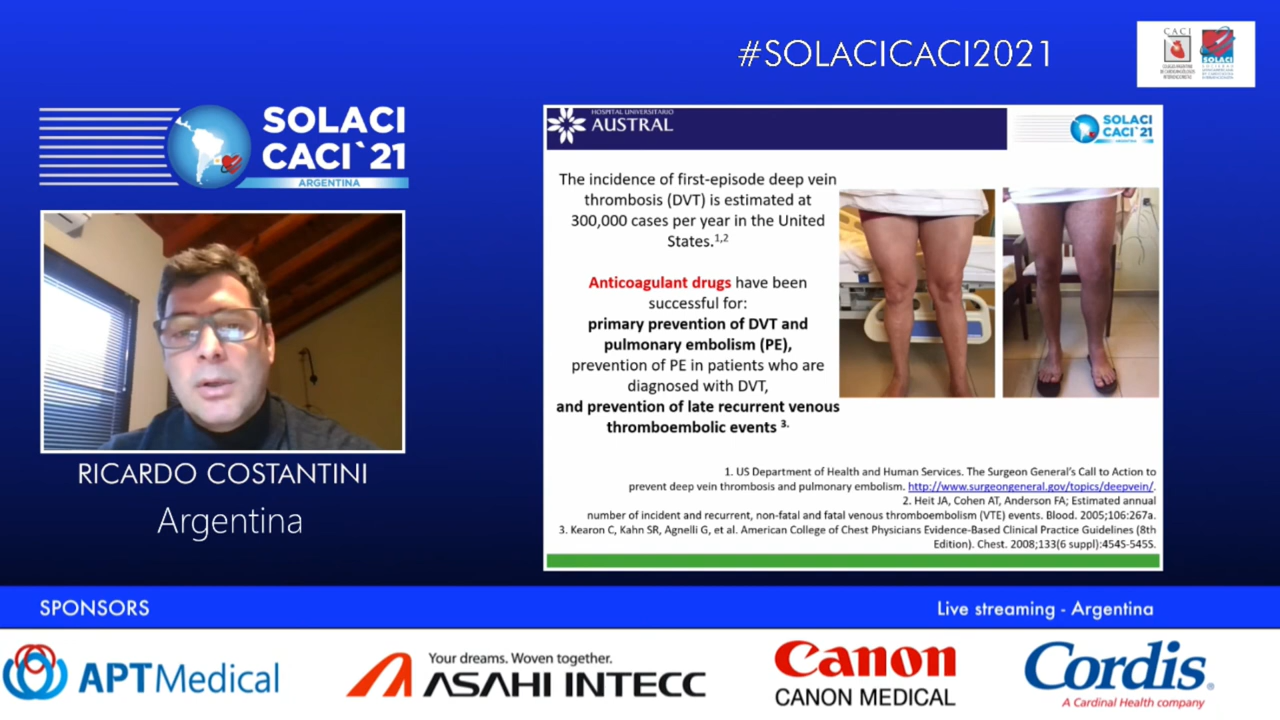 #SOLACICACI2021
CACI
SOLACI
SOLACI
CACI`21
ARGENTINA
HOSPITAL UNIVERSITARIO
AUSTRAL
SOLACI
CACI`21
ARGENTINA
The incidence of first-episode deep vein
thrombosis (DVT) is estimated at
300,000 cases per year in the United
States.1,2
Anticoagulant drugs have been
successful for:
primary prevention of DVT and
pulmonary embolism (PE),
prevention of PE in patients who are
diagnosed with DVT,
and prevention of late recurrent venous
thromboembolic events 3.
1. US Department of Health and Human Services. The Surgeon General's Call to Action to
prevent deep vein thrombosis and pulmonary embolism. http://www.surgeongeneral.gov/topics/deepvein/.
2. Heit JA, Cohen AT, Anderson FA; Estimated annual
number of incident and recurrent, non-fatal and fatal venous thromboembolism (VTE) events. Blood. 2005;106:267a.
3. Kearon C, Kahn SR, Agnelli G, et al. American College of Chest Physicians Evidence-Based Clinical Practice Guidelines (8th
Edition). Chest. 2008;133(6 suppl):454S-545S.
RICARDO COSTANTINI
Argentina
SPONSORS
Live streaming - Argentina
APTMedical
Your dreams. Woven together.
ASAHI INTECC
Canon
CANON MEDICAL
Cordis®
A Cardinal Health company